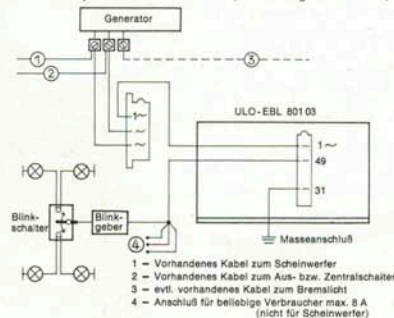 Generator
1
2
3
1~
~
~
ULO-EBL 801 03
1~
49
31
Masseanschluß
Blink-
schalter
Blink-
geber
4
1 – Vorhandenes Kabel zum Scheinwerfer
2 – Vorhandenes Kabel zum Aus- bzw. Zentralschalter
3 – evtl. vorhandenes Kabel zum Bremslicht
4 – Anschluß für beliebige Verbraucher max. 8 A
(nicht für Scheinwerfer)